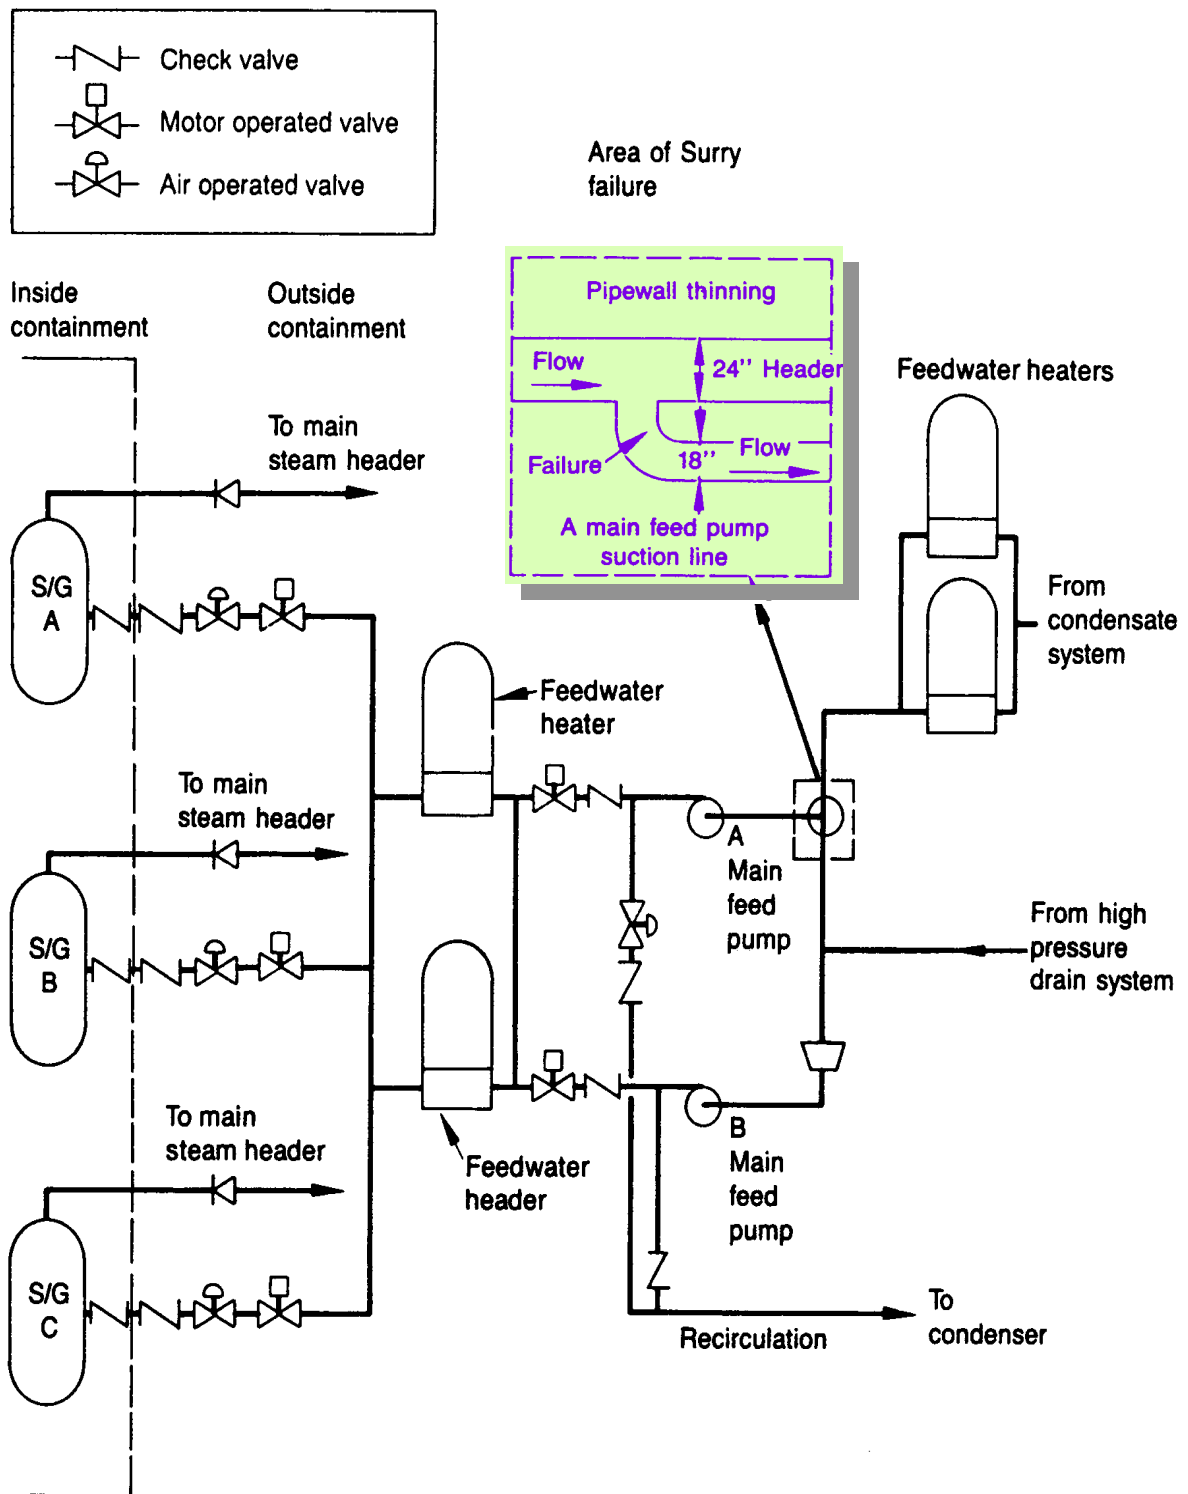 Check valve
Motor operated valve
Air operated valve
Area of Surry
failure
Inside
containment
Outside
containment
Pipewall thinning
Flow
24'' Header
Failure
18''
Flow
A main feed pump
suction line
Feedwater heaters
To main
steam header
S/G
A
From
condensate
system
Feedwater
heater
To main
steam header
A
Main
feed
pump
S/G
B
From high
pressure
drain system
To main
steam header
B
Main
feed
pump
Feedwater
header
S/G
C
Recirculation
To
condenser